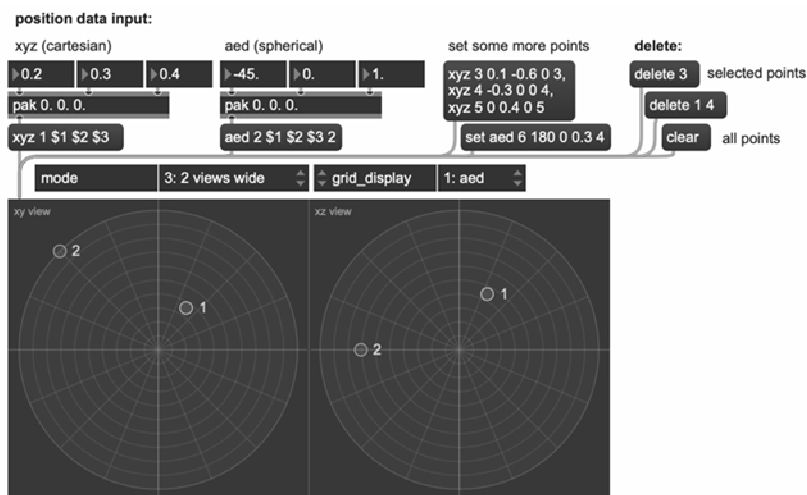 position data input:
xyz (cartesian)
aed (spherical)
set some more points
delete:
0.2
0.3
0.4
-45.
0.
1.
xyz 3 0.1 -0.6 0 3,
xyz 4 -0.3 0 0 4,
xyz 5 0 0.4 0 5
delete 3
selected points
pak 0. 0. 0.
pak 0. 0. 0.
delete 1 4
xyz 1 $1 $2 $3
aed 2 $1 $2 $3 2
set aed 6 180 0 0.3 4
clear
all points
mode
3: 2 views wide
grid_display
1: aed
xy view
2
1
xz view
1
2